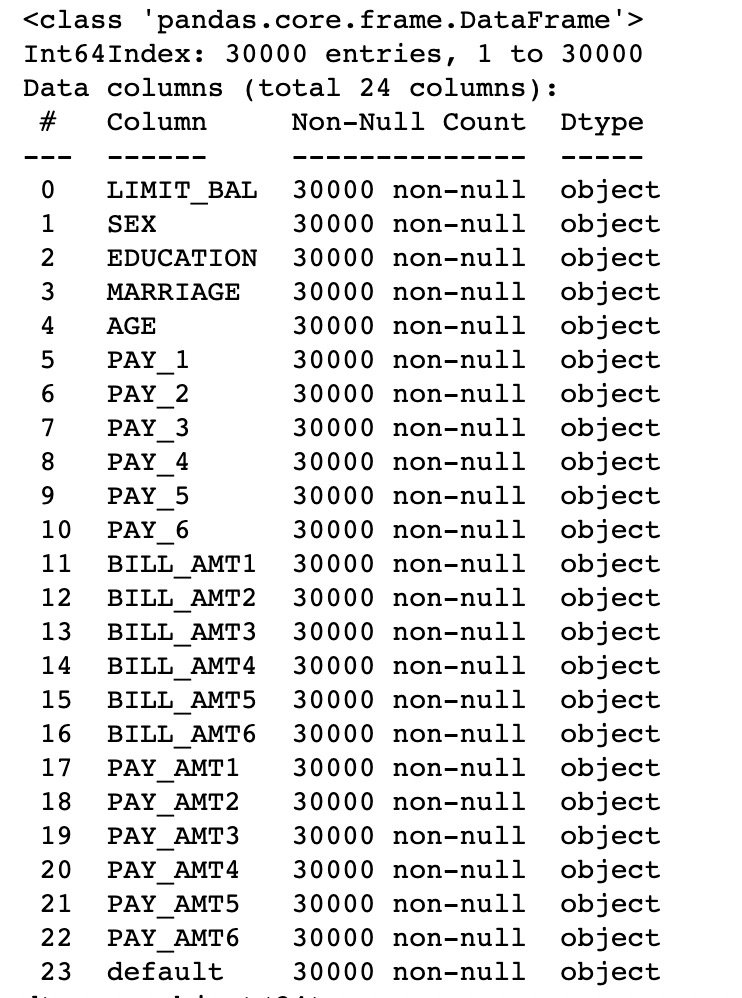 <class 'pandas.core.frame.DataFrame'>
Int64Index: 30000 entries, 1 to 30000
Data columns (total 24 columns):
 #   Column     Non-Null Count  Dtype
---  ------     --------------  -----
 0   LIMIT_BAL  30000 non-null  object
 1   SEX        30000 non-null  object
 2   EDUCATION  30000 non-null  object
 3   MARRIAGE   30000 non-null  object
 4   AGE        30000 non-null  object
 5   PAY_1      30000 non-null  object
 6   PAY_2      30000 non-null  object
 7   PAY_3      30000 non-null  object
 8   PAY_4      30000 non-null  object
 9   PAY_5      30000 non-null  object
 10  PAY_6      30000 non-null  object
 11  BILL_AMT1  30000 non-null  object
 12  BILL_AMT2  30000 non-null  object
 13  BILL_AMT3  30000 non-null  object
 14  BILL_AMT4  30000 non-null  object
 15  BILL_AMT5  30000 non-null  object
 16  BILL_AMT6  30000 non-null  object
 17  PAY_AMT1   30000 non-null  object
 18  PAY_AMT2   30000 non-null  object
 19  PAY_AMT3   30000 non-null  object
 20  PAY_AMT4   30000 non-null  object
 21  PAY_AMT5   30000 non-null  object
 22  PAY_AMT6   30000 non-null  object
 23  default    30000 non-null  object